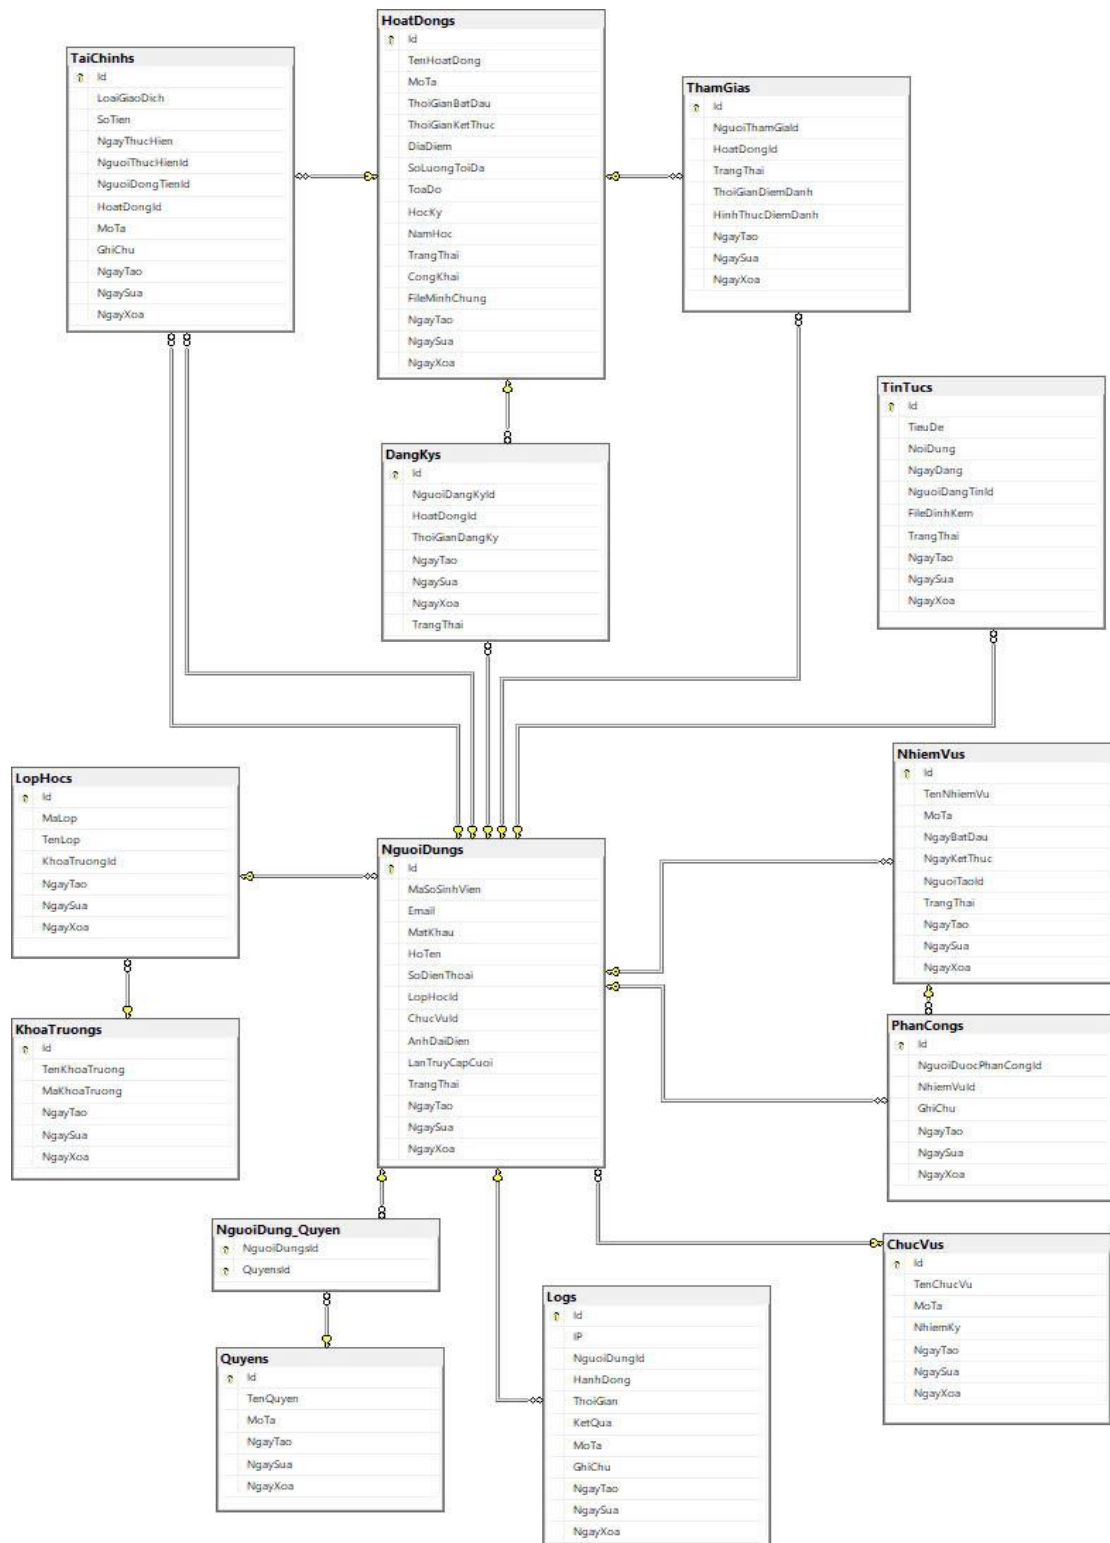 HoatDongs
Id
TenHoatDong
MoTa
ThoiGianBatDau
ThoiGianKetThuc
DiaDiem
SoLuongToiDa
ToaDo
HocKy
NamHoc
TrangThai
CongKhai
FileMinhChung
NgayTao
NgaySua
NgayXoa
TaiChinhs
Id
LoaiGiaoDich
SoTien
NgayThucHien
NguoiThucHienId
NguoiDongTienId
HoatDongId
MoTa
GhiChu
NgayTao
NgaySua
NgayXoa
ThamGias
Id
NguoiThamGiaId
HoatDongId
TrangThai
ThoiGianDiemDanh
HinhThucDiemDanh
NgayTao
NgaySua
NgayXoa
TinTucs
Id
TieuDe
NoiDung
NgayDang
NguoiDangTinId
FileDinhKem
TrangThai
NgayTao
NgaySua
NgayXoa
DangKys
Id
NguoiDangKyId
HoatDongId
ThoiGianDangKy
NgayTao
NgaySua
NgayXoa
TrangThai
LopHocs
Id
MaLop
TenLop
KhoaTruongId
NgayTao
NgaySua
NgayXoa
NguoiDungs
Id
MaSoSinhVien
Email
MatKhau
HoTen
SoDienThoai
LopHocId
ChucVuId
AnhDaiDien
LanTruyCapCuoi
TrangThai
NgayTao
NgaySua
NgayXoa
NhiemVus
Id
TenNhiemVu
MoTa
NgayBatDau
NgayKetThuc
NguoiTaoId
TrangThai
NgayTao
NgaySua
NgayXoa
KhoaTruongs
Id
TenKhoaTruong
MaKhoaTruong
NgayTao
NgaySua
NgayXoa
PhanCongs
Id
NguoiDuocPhanCongId
NhiemVuId
GhiChu
NgayTao
NgaySua
NgayXoa
NguoiDung_Quyen
NguoiDungsId
QuyensId
ChucVus
Id
TenChucVu
MoTa
NhiemKy
NgayTao
NgaySua
NgayXoa
Logs
Id
IP
NguoiDungId
HanhDong
ThoiGian
KetQua
MoTa
GhiChu
NgayTao
NgaySua
NgayXoa
Quyens
Id
TenQuyen
MoTa
NgayTao
NgaySua
NgayXoa